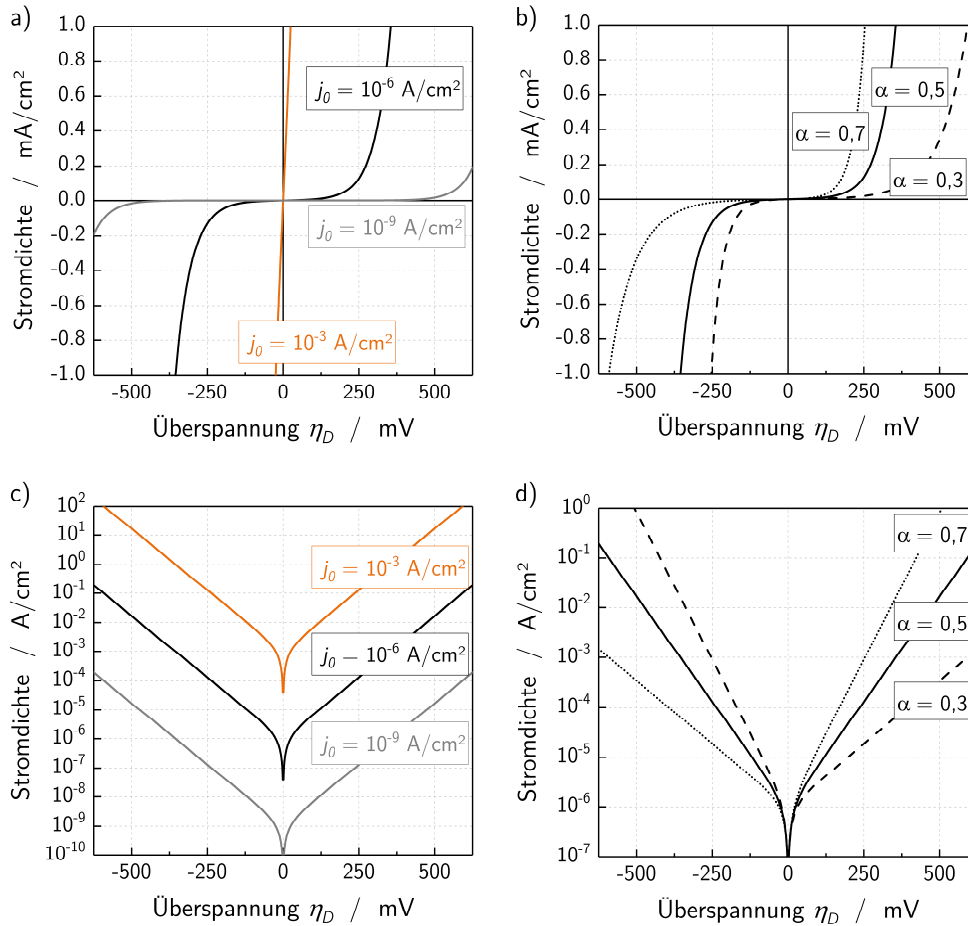 a)
Stromdichte / mA/cm²
1.0
0.8
0.6
0.4
0.2
0.0
-0.2
-0.4
-0.6
-0.8
-1.0
j₀ = 10⁻⁶ A/cm²
j₀ = 10⁻⁹ A/cm²
j₀ = 10⁻³ A/cm²
-500 -250 0 250 500
Überspannung η_D / mV
b)
Stromdichte / mA/cm²
1.0
0.8
0.6
0.4
0.2
0.0
-0.2
-0.4
-0.6
-0.8
-1.0
α = 0,5
α = 0,7
α = 0,3
-500 -250 0 250 500
Überspannung η_D / mV
c)
Stromdichte / A/cm²
10²
10¹
10⁰
10⁻¹
10⁻²
10⁻³
10⁻⁴
10⁻⁵
10⁻⁶
10⁻⁷
10⁻⁸
10⁻⁹
10⁻¹⁰
j₀ = 10⁻³ A/cm²
j₀ – 10⁻⁶ A/cm²
j₀ = 10⁻⁹ A/cm²
-500 -250 0 250 500
Überspannung η_D / mV
d)
Stromdichte / A/cm²
10⁰
10⁻¹
10⁻²
10⁻³
10⁻⁴
10⁻⁵
10⁻⁶
10⁻⁷
α = 0,7
α = 0,5
α = 0,3
-500 -250 0 250 500
Überspannung η_D / mV